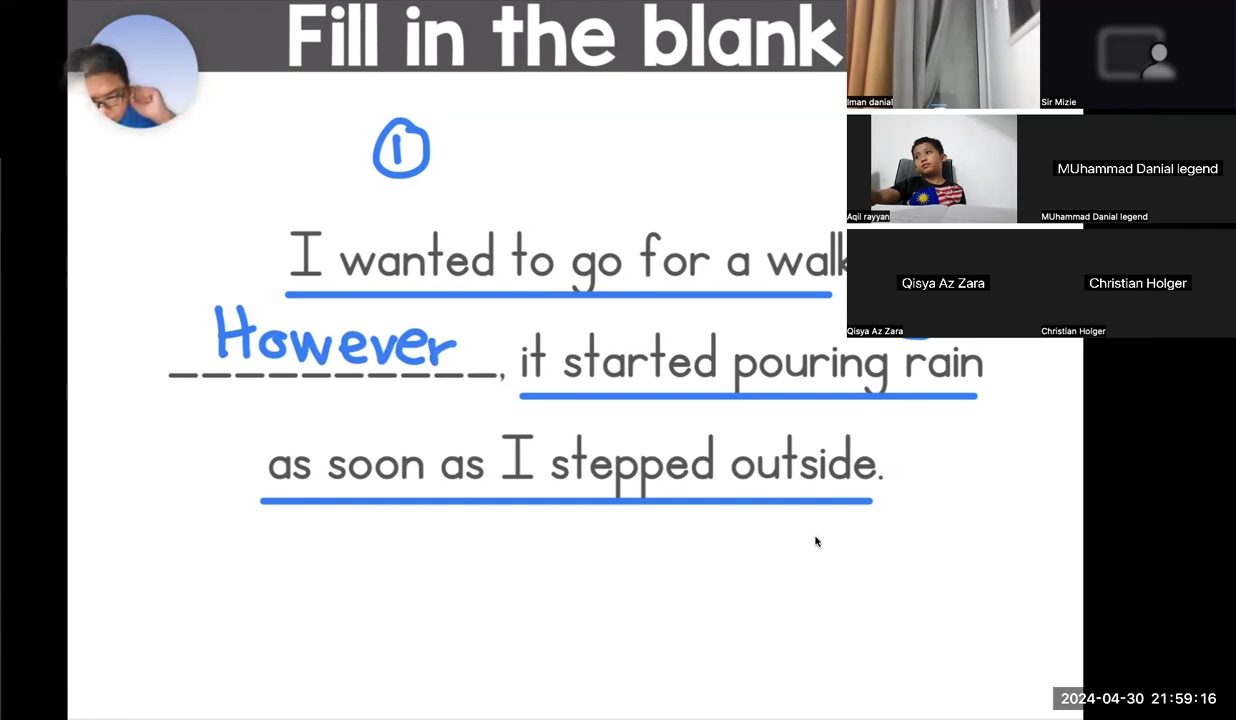 Fill in the blank
1
I wanted to go for a walk
However
__________, it started pouring rain
as soon as I stepped outside.
Iman danial
Sir Mizie
Aqil rayyan
MUhammad Danial legend
MUhammad Danial legend
Qisya Az Zara
Qisya Az Zara
Christian Holger
Christian Holger
2024-04-30 21:59:16